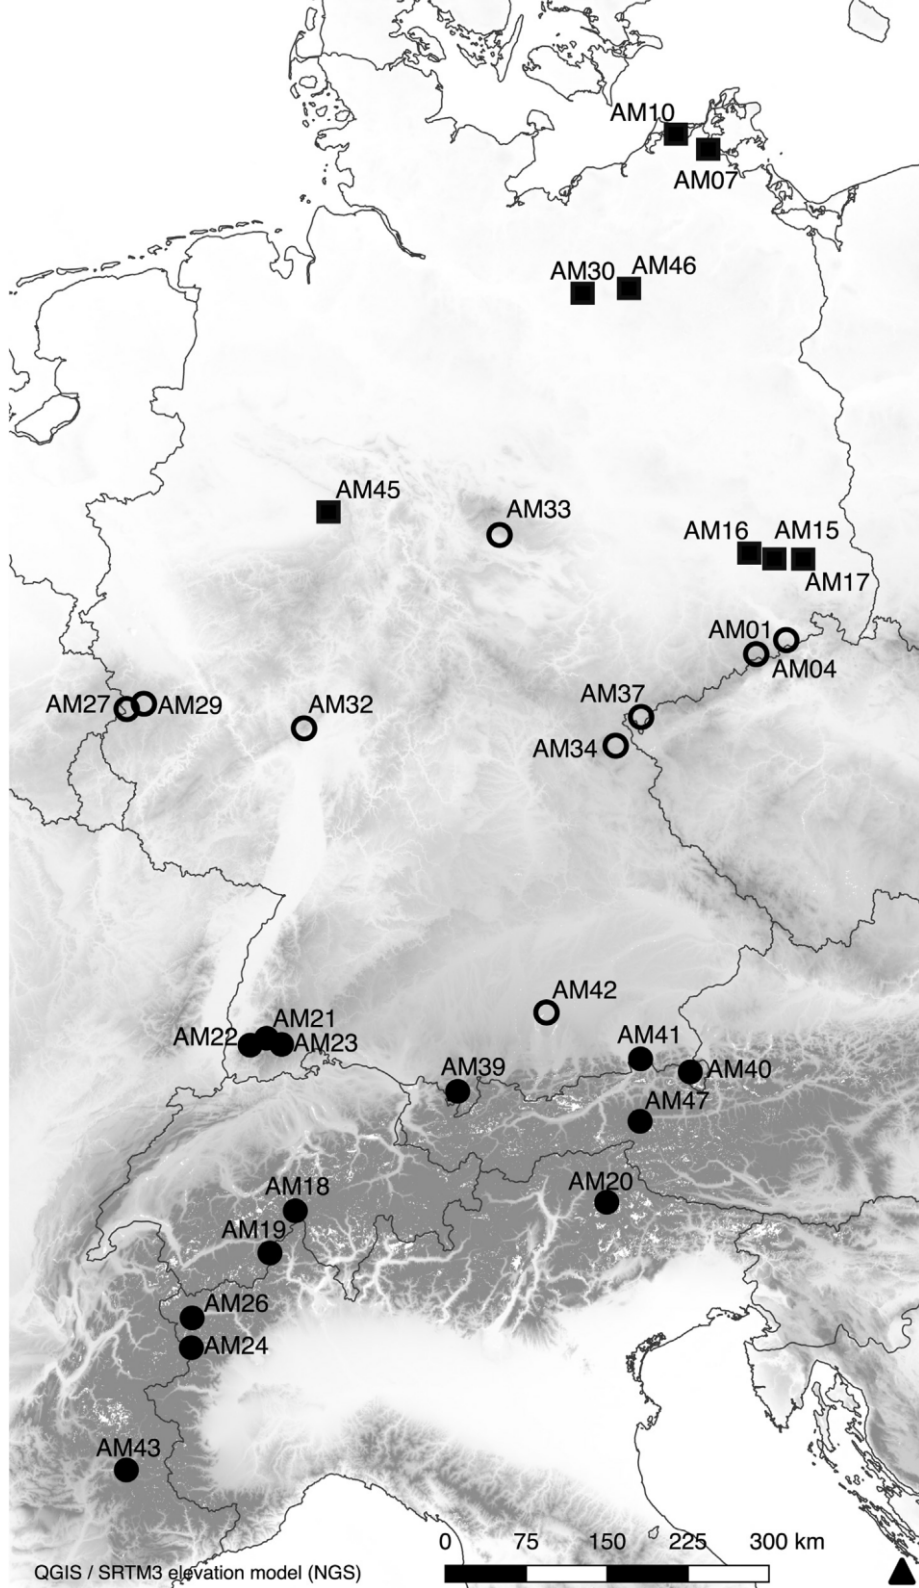 AM10
AM07
AM30
AM46
AM45
AM33
AM16
AM15
AM17
AM01
AM04
AM27
AM29
AM32
AM37
AM34
AM42
AM21
AM22
AM23
AM41
AM39
AM40
AM47
AM18
AM20
AM19
AM26
AM24
AM43
0 75 150 225 300 km
QGIS / SRTM3 elevation model (NGS)